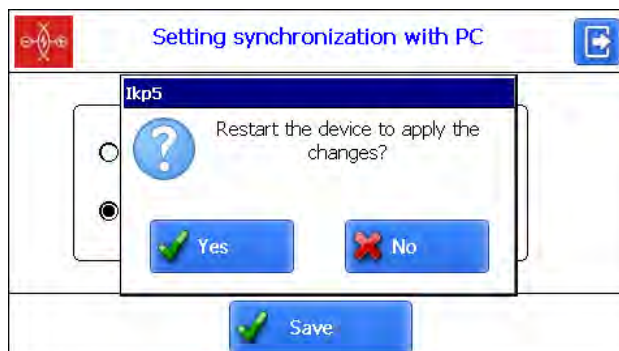 Setting synchronization with PC
Ikp5
Restart the device to apply the
changes?
Yes
No
Save